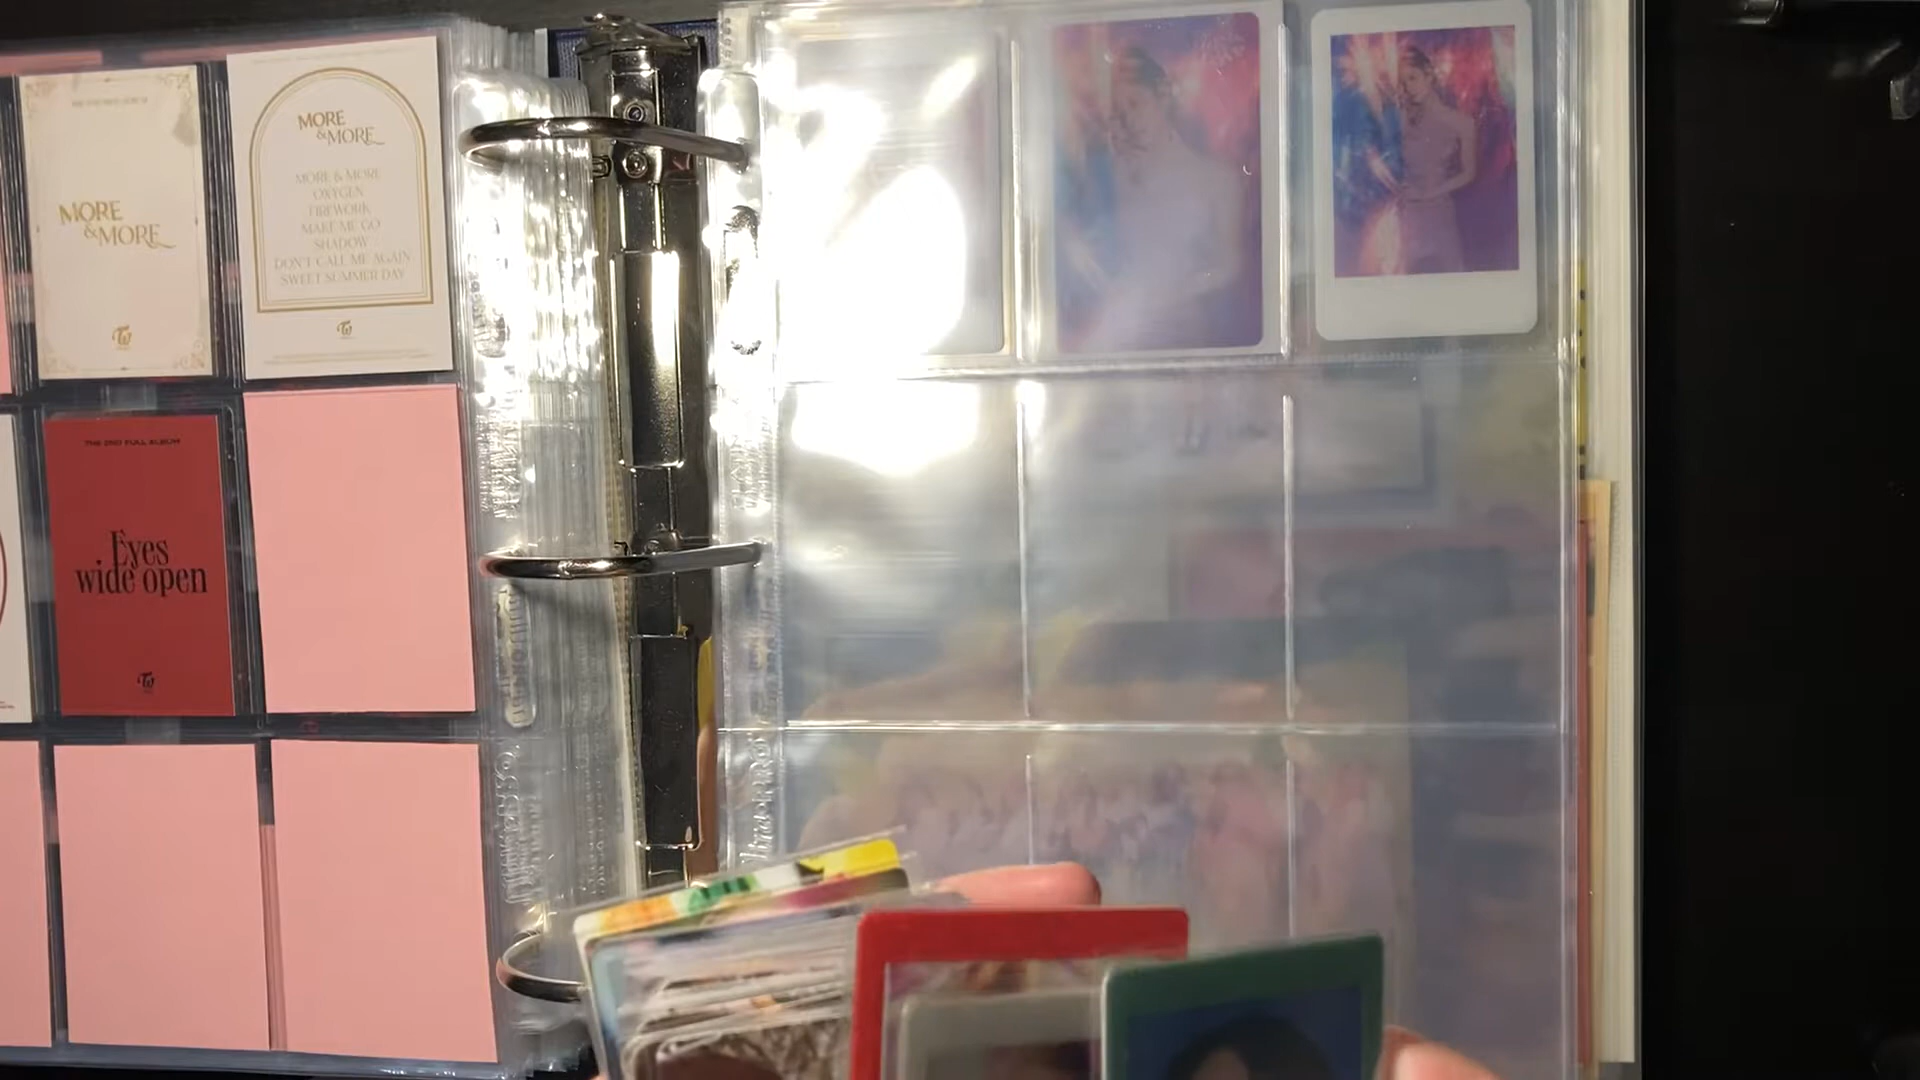 MORE
&MORE
MORE
&MORE
MORE & MORE
OXYGEN
FIREWORK
MAKE ME GO
SHADOW
DON'T CALL ME AGAIN
SWEET SUMMER DAY
THE 2ND FULL ALBUM
Eyes
wide open